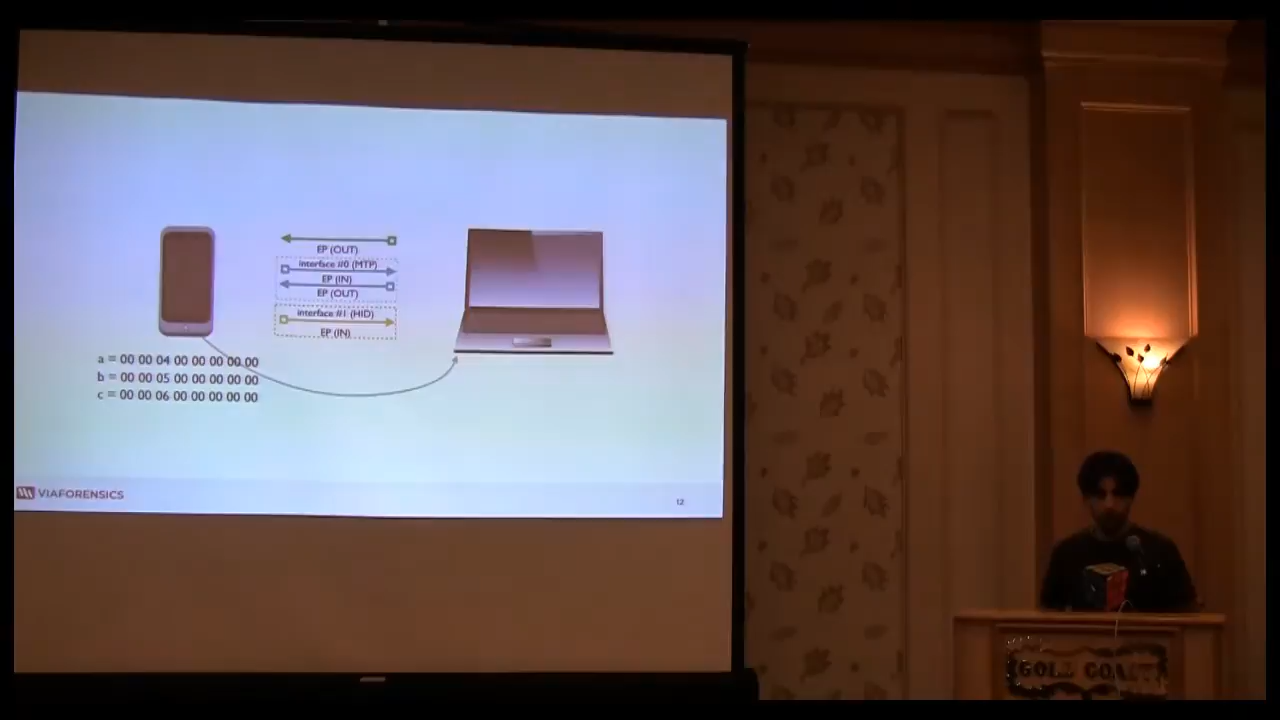 EP (OUT)
interface #0 (MTP)
EP (IN)
EP (OUT)
interface #1 (HID)
EP (IN)
a = 00 00 04 00 00 00 00 00
b = 00 00 05 00 00 00 00 00
c = 00 00 06 00 00 00 00 00
VIAFORENSICS
12
GOLD COAST